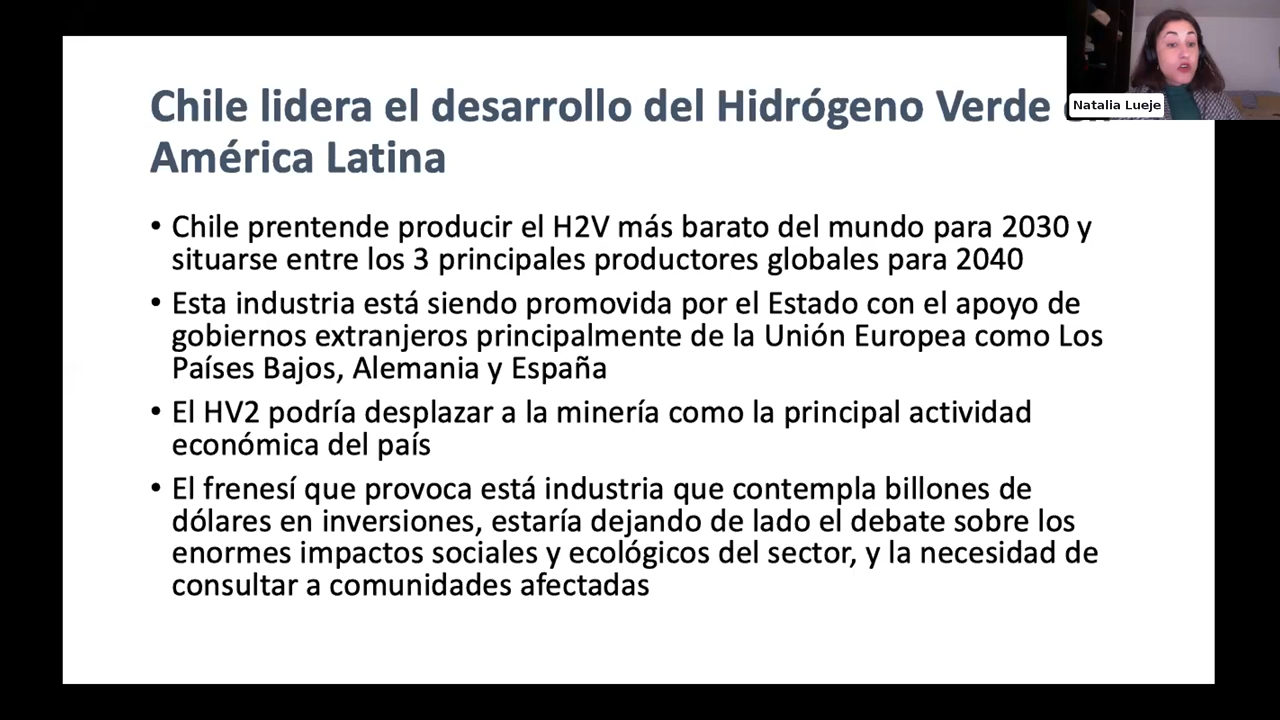 Chile lidera el desarrollo del Hidrógeno Verde
América Latina
• Chile prentende producir el H2V más barato del mundo para 2030 y
situarse entre los 3 principales productores globales para 2040
• Esta industria está siendo promovida por el Estado con el apoyo de
gobiernos extranjeros principalmente de la Unión Europea como Los
Países Bajos, Alemania y España
• El HV2 podría desplazar a la minería como la principal actividad
económica del país
• El frenesí que provoca está industria que contempla billones de
dólares en inversiones, estaría dejando de lado el debate sobre los
enormes impactos sociales y ecológicos del sector, y la necesidad de
consultar a comunidades afectadas
Natalia Lueje